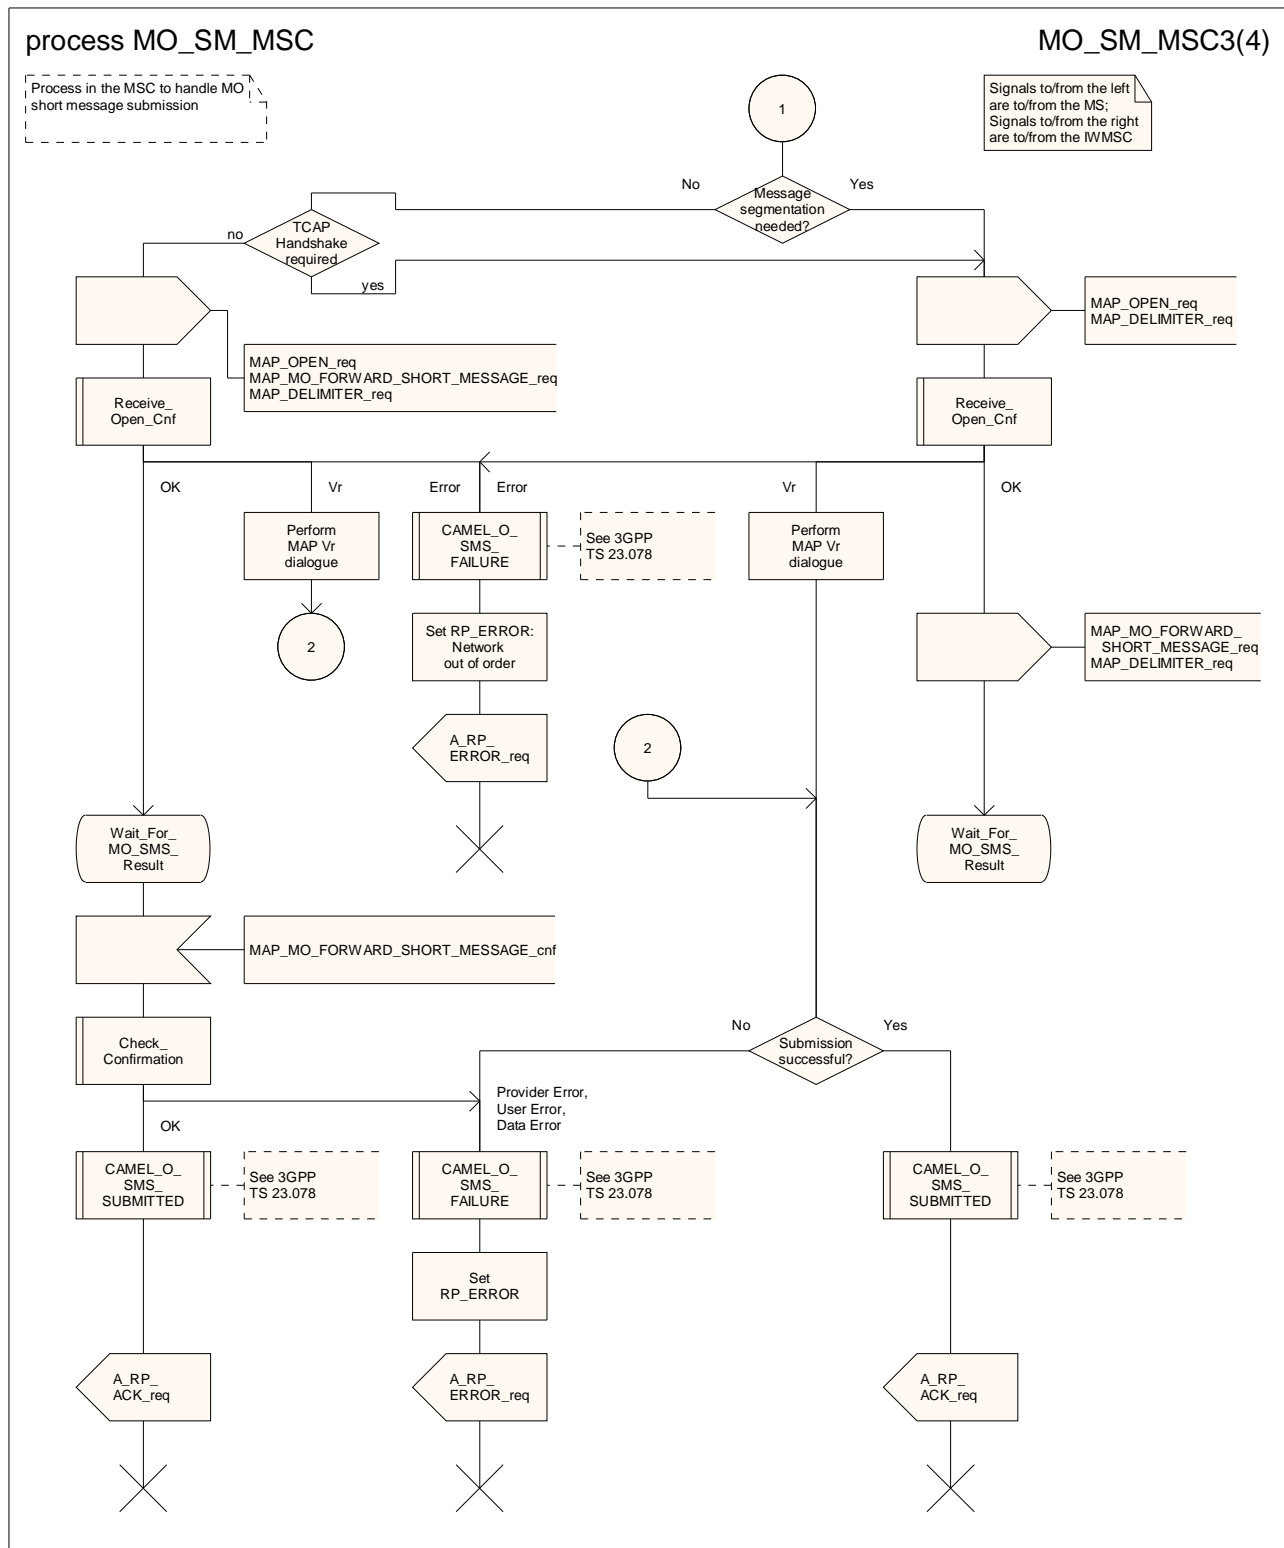 process MO_SM_MSC
MO_SM_MSC3(4)
Process in the MSC to handle MO
short message submission
1
Signals to/from the left
are to/from the MS;
Signals to/from the right
are to/from the IWMSC
No
Message
segmentation
needed?
Yes
no
TCAP
Handshake
required
yes
MAP_OPEN_req
MAP_DELIMITER_req
MAP_OPEN_req
MAP_MO_FORWARD_SHORT_MESSAGE_req
MAP_DELIMITER_req
Receive_
Open_Cnf
Receive_
Open_Cnf
OK
Vr
Error
Error
Vr
OK
Perform
MAP Vr
dialogue
CAMEL_O_
SMS_
FAILURE
See 3GPP
TS 23.078
Perform
MAP Vr
dialogue
2
Set RP_ERROR:
Network
out of order
MAP_MO_FORWARD_
SHORT_MESSAGE_req
MAP_DELIMITER_req
A_RP_
ERROR_req
2
Wait_For_
MO_SMS_
Result
Wait_For_
MO_SMS_
Result
MAP_MO_FORWARD_SHORT_MESSAGE_cnf
Check_
Confirmation
No
Submission
successful?
Yes
OK
Provider Error,
User Error,
Data Error
CAMEL_O_
SMS_
SUBMITTED
See 3GPP
TS 23.078
CAMEL_O_
SMS_
FAILURE
See 3GPP
TS 23.078
CAMEL_O_
SMS_
SUBMITTED
See 3GPP
TS 23.078
Set
RP_ERROR
A_RP_
ACK_req
A_RP_
ERROR_req
A_RP_
ACK_req